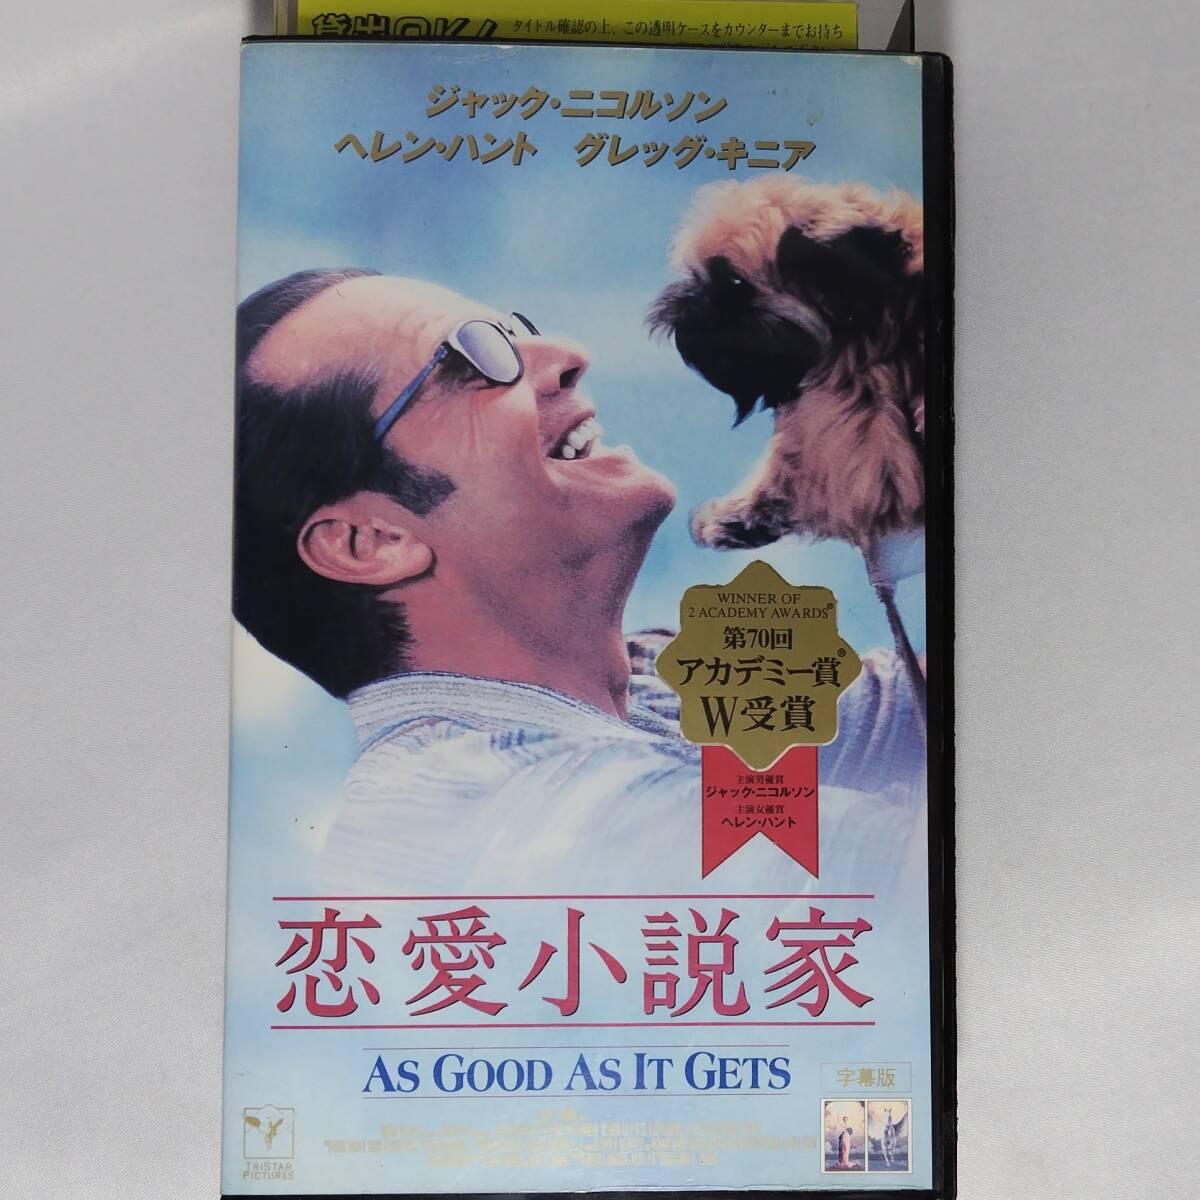 貸出OK!
タイトル確認の上、この透明ケースをカウンターまでお持ち
ジャック・ニコルソン
ヘレン・ハント グレッグ・キニア
WINNER OF
2 ACADEMY AWARDS®
第70回
アカデミー賞®
W受賞
主演男優賞
ジャック・ニコルソン
主演女優賞
ヘレン・ハント
恋愛小説家
AS GOOD AS IT GETS
字幕版
TRISTAR
PICTURES